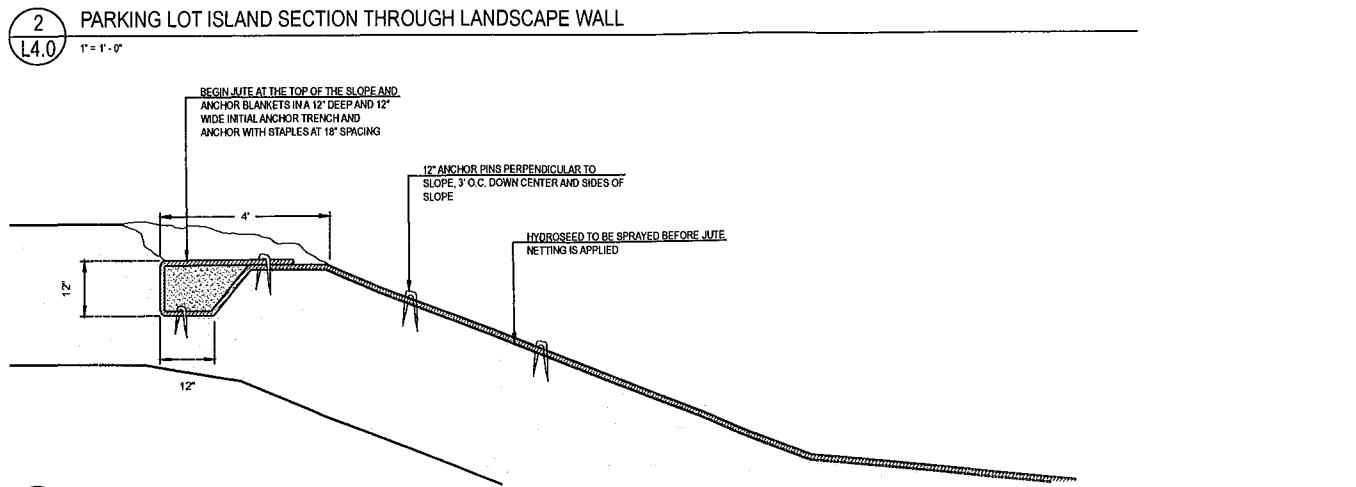 2
L4.0
PARKING LOT ISLAND SECTION THROUGH LANDSCAPE WALL
1" = 1' - 0"
BEGIN JUTE AT THE TOP OF THE SLOPE AND
ANCHOR BLANKETS IN A 12" DEEP AND 12"
WIDE INITIAL ANCHOR TRENCH AND
ANCHOR WITH STAPLES AT 18" SPACING
12" ANCHOR PINS PERPENDICULAR TO
SLOPE, 3' O.C. DOWN CENTER AND SIDES OF
SLOPE
4'
HYDROSEED TO BE SPRAYED BEFORE JUTE
NETTING IS APPLIED
12"
12"